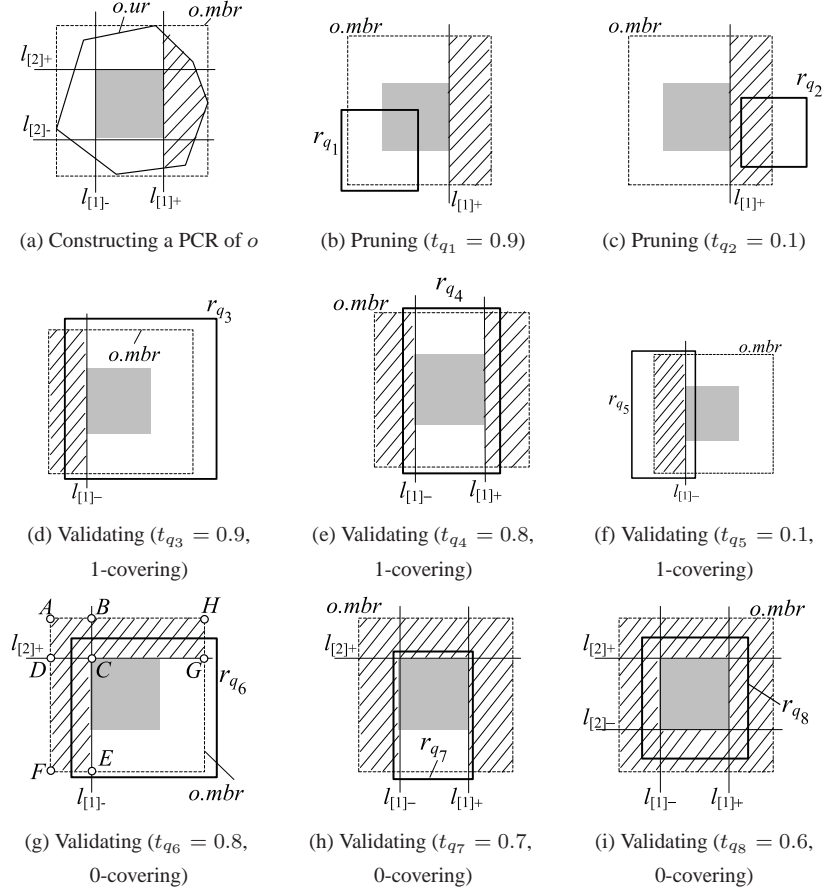 o.ur
o.mbr
l[2]+
l[2]-
l[1]-
l[1]+
(a) Constructing a PCR of o
o.mbr
rq1
l[1]+
(b) Pruning (tq1 = 0.9)
o.mbr
rq2
l[1]+
(c) Pruning (tq2 = 0.1)
rq3
o.mbr
l[1]−
(d) Validating (tq3 = 0.9,
1-covering)
o.mbr
rq4
l[1]−
l[1]+
(e) Validating (tq4 = 0.8,
1-covering)
o.mbr
rq5
l[1]−
(f) Validating (tq5 = 0.1,
1-covering)
A
B
H
l[2]+
D
C
G
rq6
F
E
o.mbr
l[1]-
(g) Validating (tq6 = 0.8,
0-covering)
o.mbr
l[2]+
rq7
l[1]−
l[1]+
(h) Validating (tq7 = 0.7,
0-covering)
o.mbr
l[2]+
rq8
l[2]−
l[1]−
l[1]+
(i) Validating (tq8 = 0.6,
0-covering)